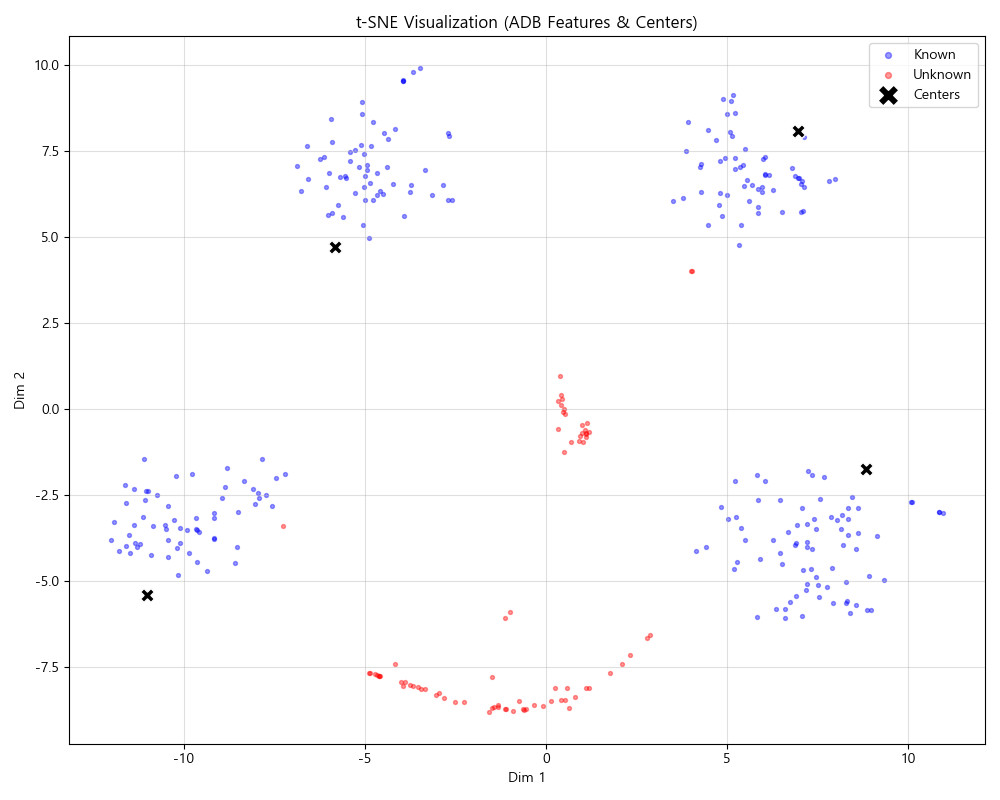 t-SNE Visualization (ADB Features & Centers)
Known
Unknown
Centers
10.0
7.5
5.0
2.5
0.0
-2.5
-5.0
-7.5
Dim 2
-10
-5
0
5
10
Dim 1